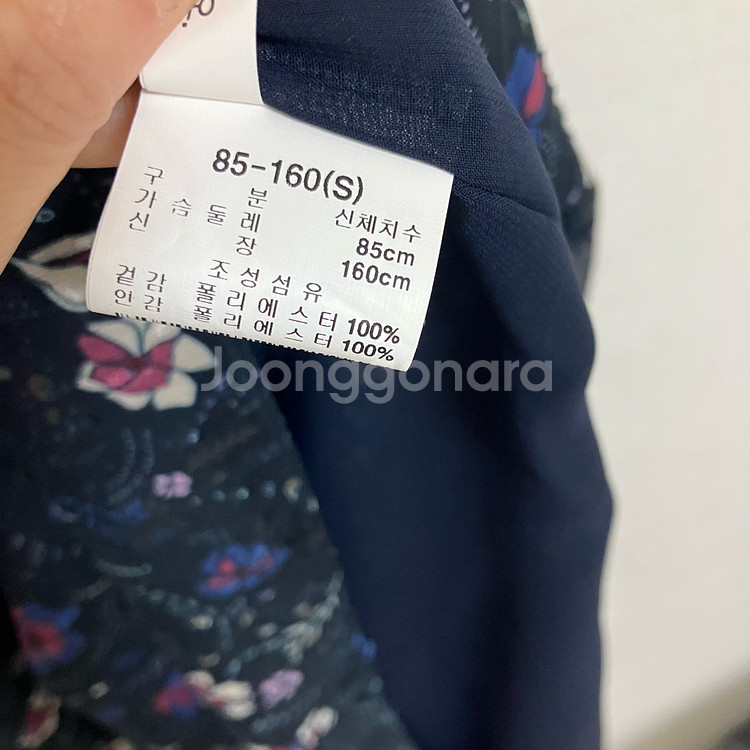 85-160(S)
구 분 신체치수
가 슴 둘 레 85cm
신 장 160cm
겉 감 조 성 섬 유
폴 리 에 스 터 100%
안 감 폴 리 에 스 터 100%
Joonggonara